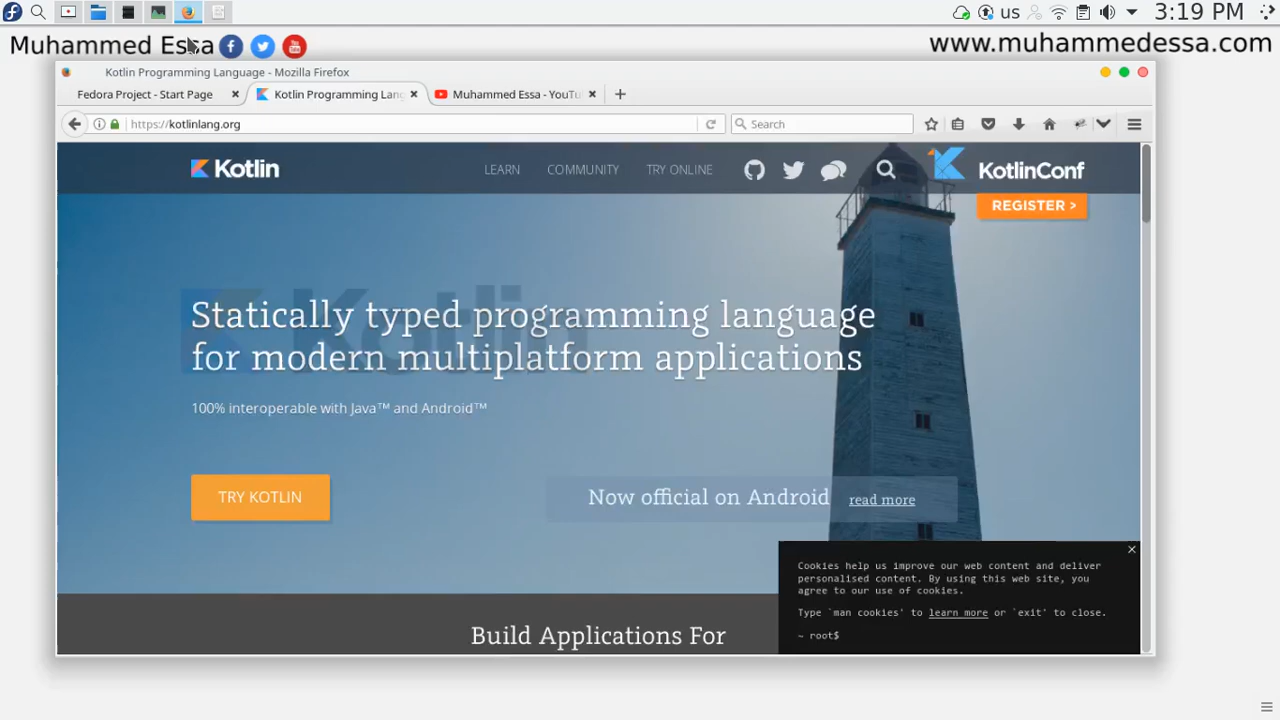 us
3:19 PM
Muhammed Essa
www.muhammedessa.com
Kotlin Programming Language - Mozilla Firefox
Fedora Project - Start Page
Kotlin Programming Lan
Muhammed Essa - YouTu
https://kotlinlang.org
Search
Kotlin
LEARN
COMMUNITY
TRY ONLINE
KotlinConf
REGISTER >
Statically typed programming language
for modern multiplatform applications
100% interoperable with Java™ and Android™
TRY KOTLIN
Now official on Android read more
Cookies help us improve our web content and deliver
personalised content. By using this web site, you
agree to our use of cookies.
Type `man cookies' to learn more or `exit' to close.
~ root$
Build Applications For